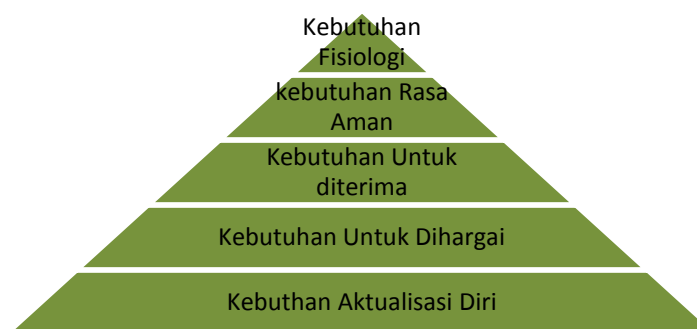 Kebutuhan
Fisiologi
kebutuhan Rasa
Aman
Kebutuhan Untuk
diterima
Kebutuhan Untuk Dihargai
Kebuthan Aktualisasi Diri